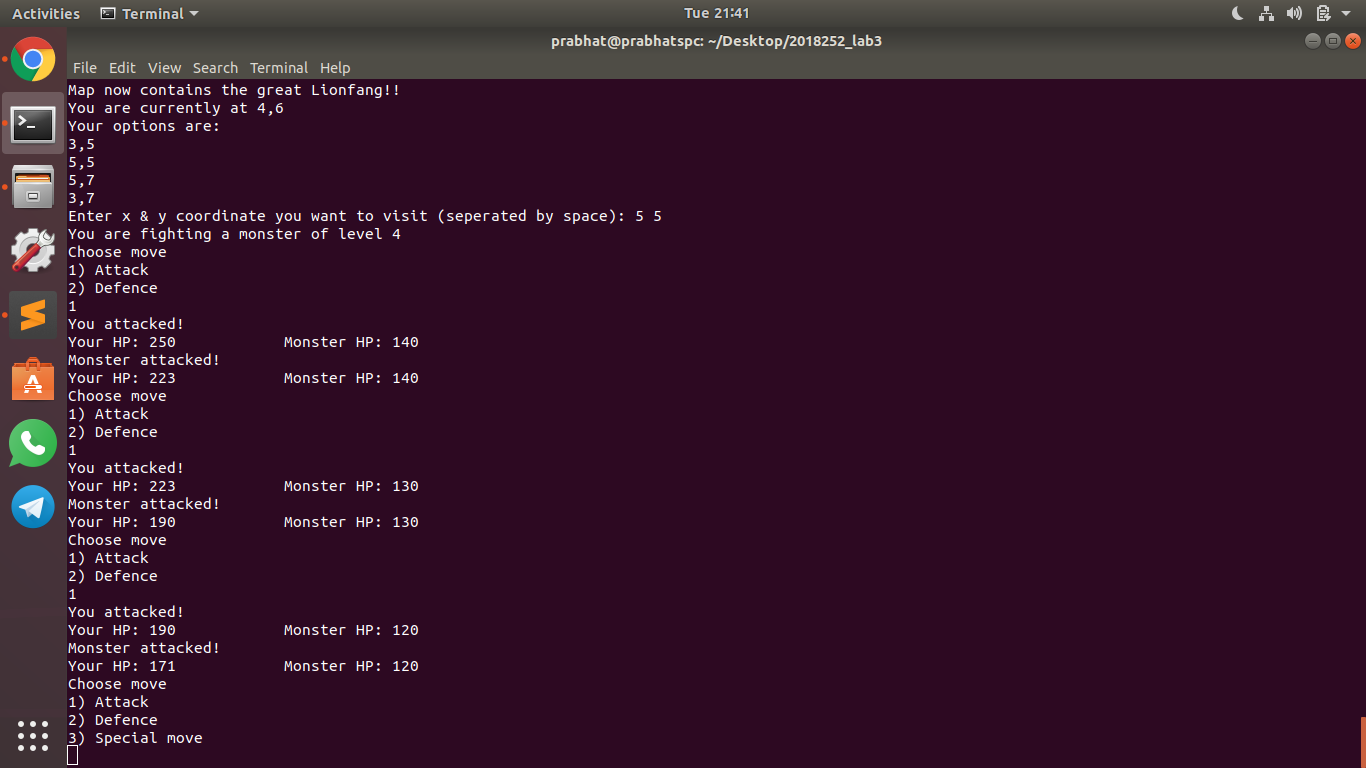 Activities Terminal Tue 21:41
prabhat@prabhatspc: ~/Desktop/2018252_lab3
File Edit View Search Terminal Help
Map now contains the great Lionfang!!
You are currently at 4,6
Your options are:
3,5
5,5
5,7
3,7
Enter x & y coordinate you want to visit (seperated by space): 5 5
You are fighting a monster of level 4
Choose move
1) Attack
2) Defence
1
You attacked!
Your HP: 250 Monster HP: 140
Monster attacked!
Your HP: 223 Monster HP: 140
Choose move
1) Attack
2) Defence
1
You attacked!
Your HP: 223 Monster HP: 130
Monster attacked!
Your HP: 190 Monster HP: 130
Choose move
1) Attack
2) Defence
1
You attacked!
Your HP: 190 Monster HP: 120
Monster attacked!
Your HP: 171 Monster HP: 120
Choose move
1) Attack
2) Defence
3) Special move